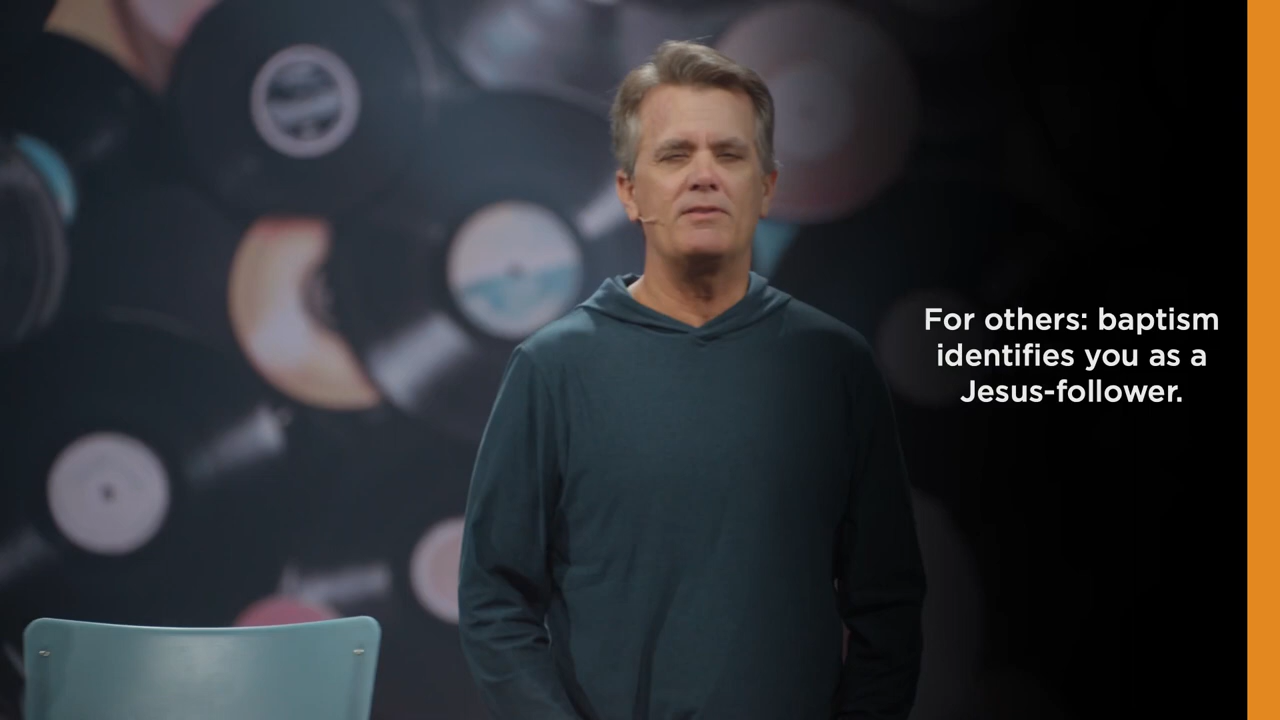 For others: baptism
identifies you as a
Jesus-follower.